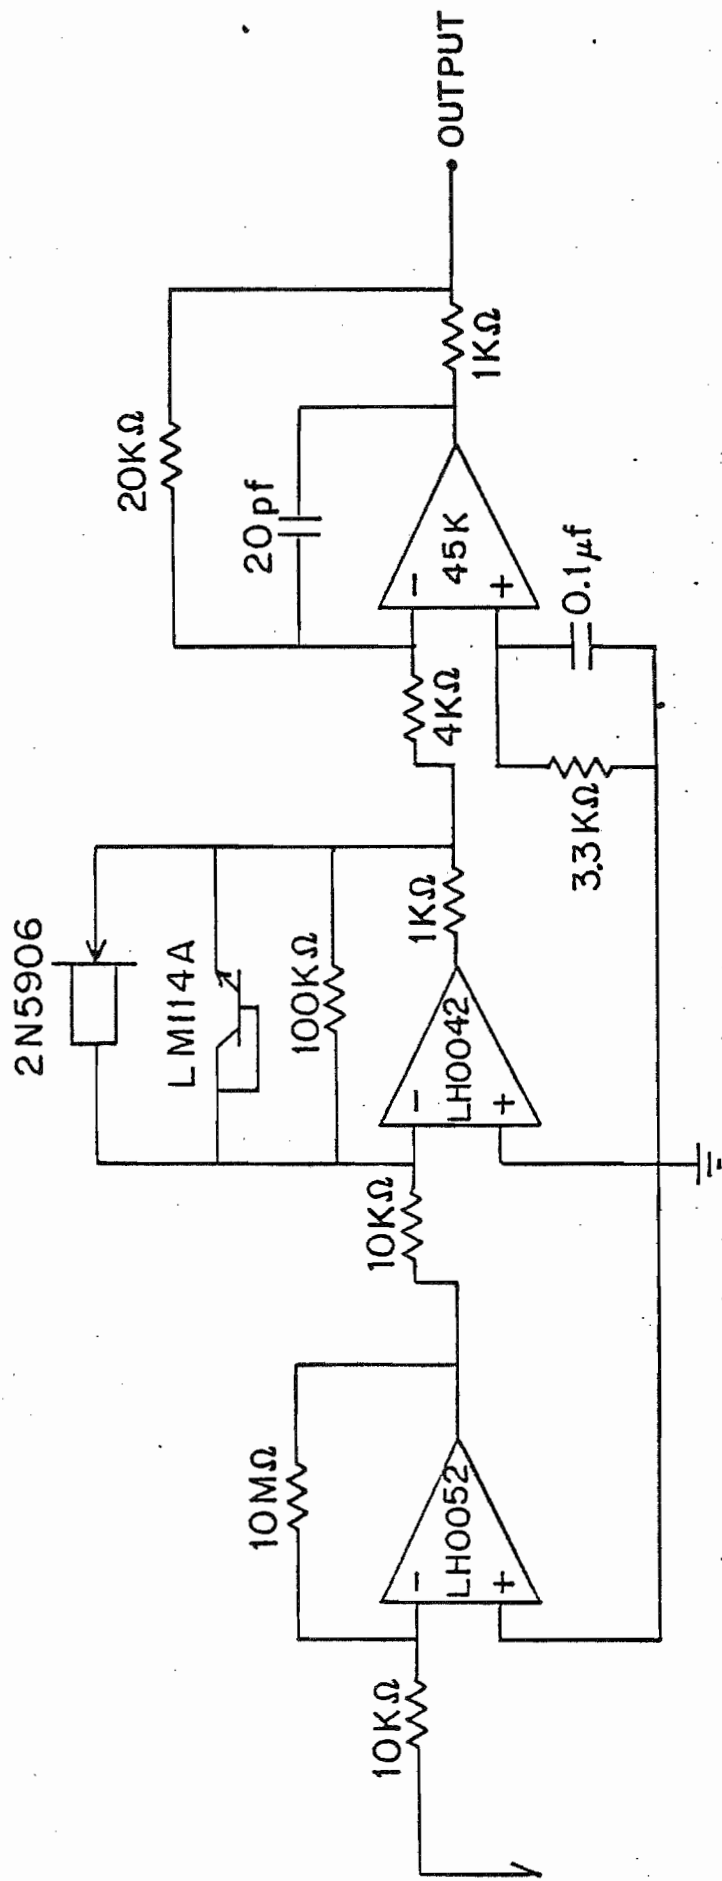 2N5906
LM114A
20KΩ
100KΩ
20pf
10MΩ
OUTPUT
10KΩ
10KΩ
1KΩ
4KΩ
1KΩ
-
LH0052
+
-
LH0042
+
-
45K
+
3.3KΩ
0.1μf